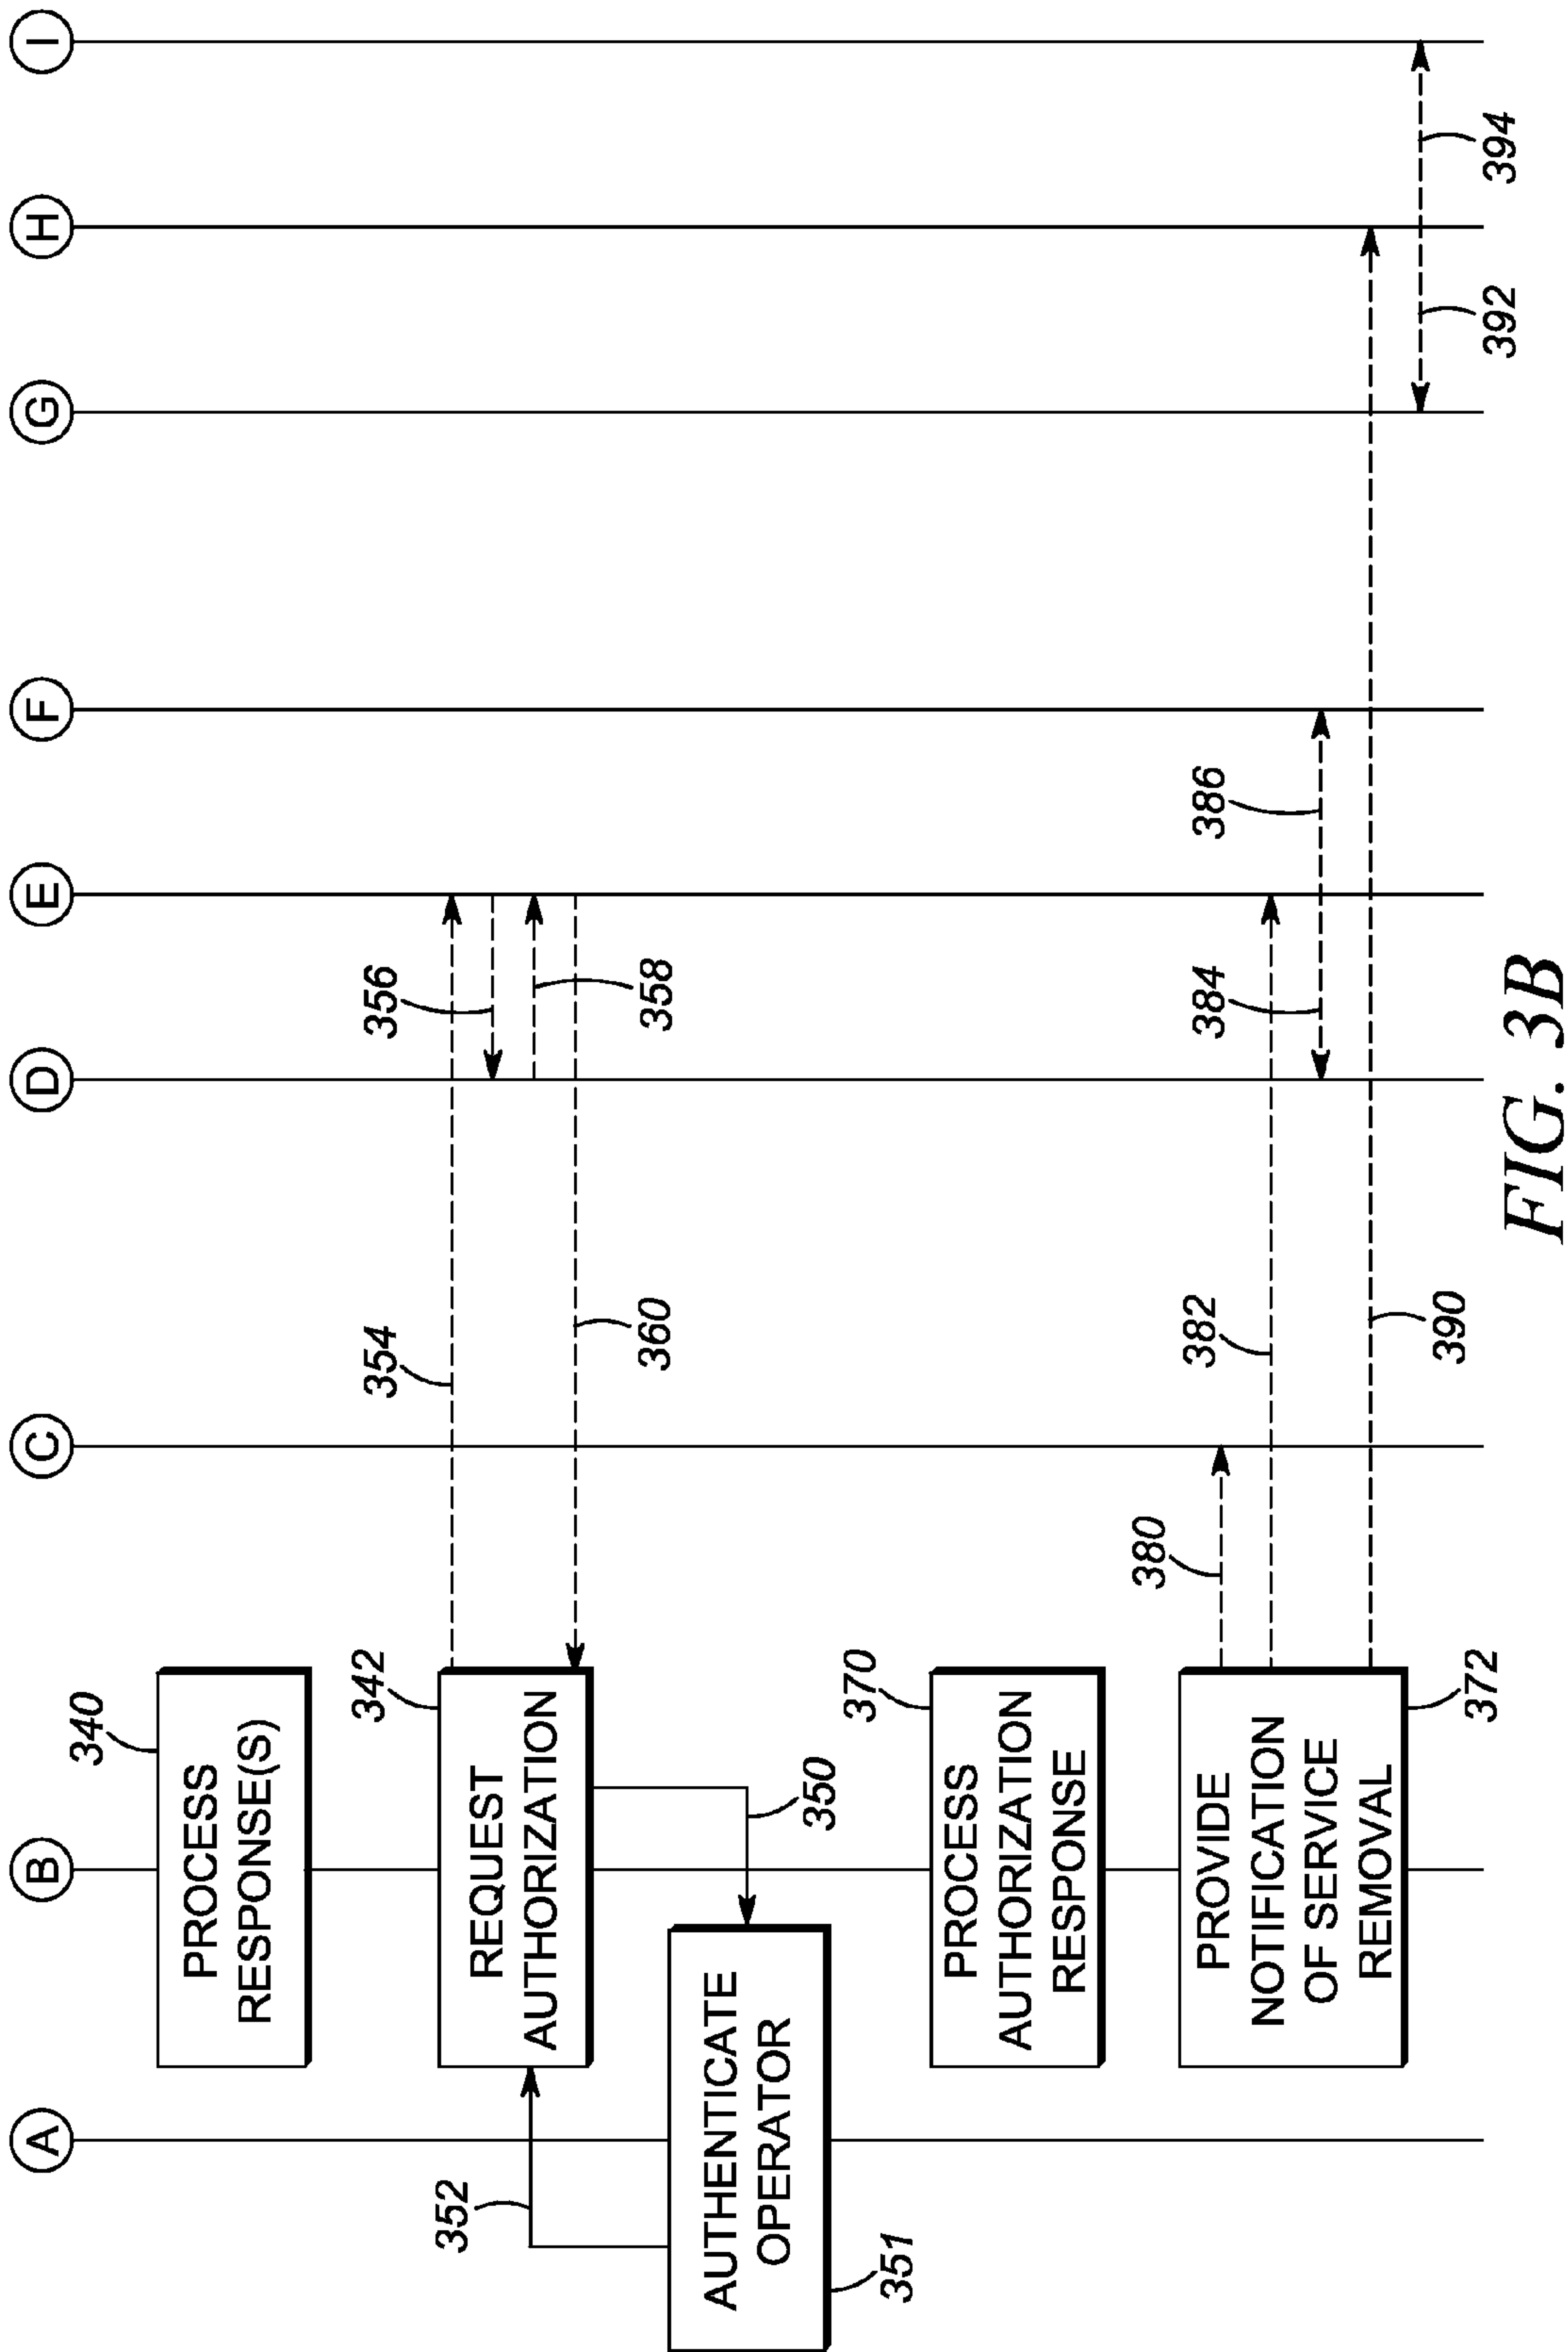 A
B
C
D
E
F
G
H
I
340
PROCESS
RESPONSE(S)
342
REQUEST
AUTHORIZATION
354
356
358
360
350
352
AUTHENTICATE
OPERATOR
351
370
PROCESS
AUTHORIZATION
RESPONSE
PROVIDE
NOTIFICATION
OF SERVICE
REMOVAL
372
380
382
384
386
390
392
394
FIG. 3B